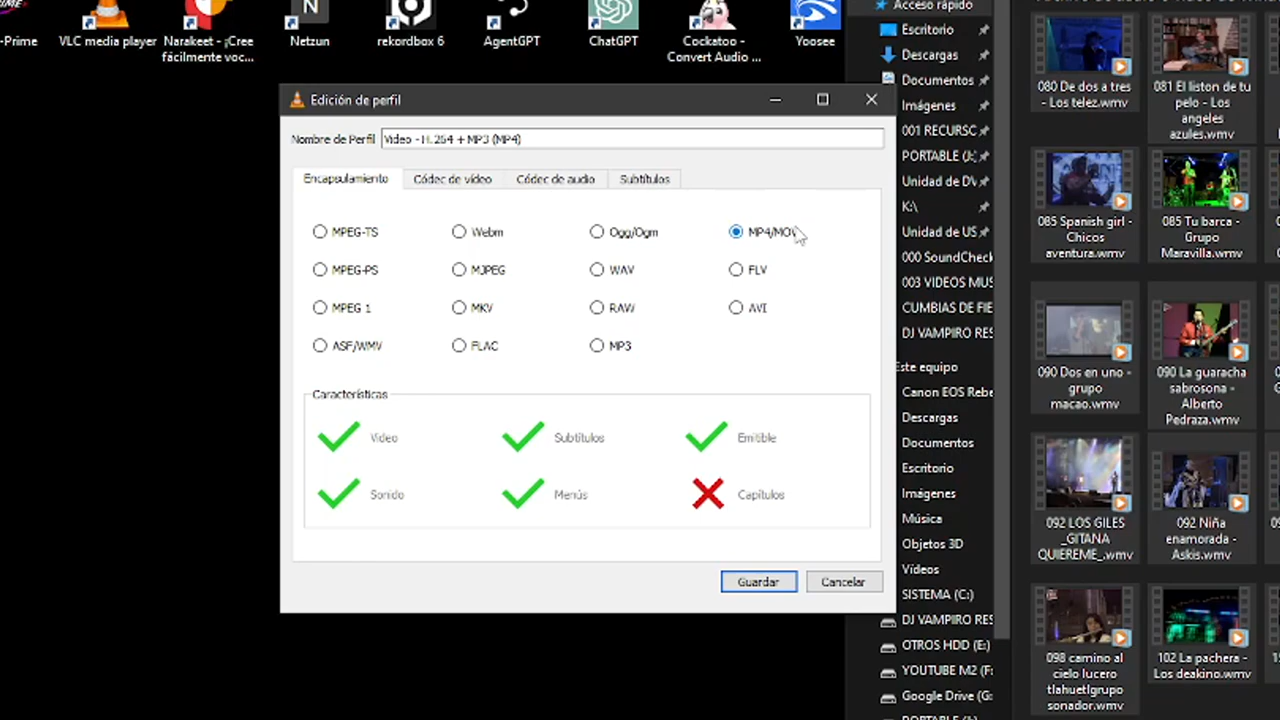 -Prime
VLC media player
Narakeet - ¡Cree
fácilmente voc...
N
Netzun
rekordbox 6
AgentGPT
ChatGPT
Cockatoo -
Convert Audio ...
Yoosee
Edición de perfil
Nombre de Perfil
Video - H.264 + MP3 (MP4)
Encapsulamiento
Códec de vídeo
Códec de audio
Subtítulos
MPEG-TS
Webm
Ogg/Ogm
MP4/MOV
MPEG-PS
MJPEG
WAV
FLV
MPEG 1
MKV
RAW
AVI
ASF/WMV
FLAC
MP3
Características
Video
Subtítulos
Emitible
Sonido
Menús
Capítulos
Guardar
Cancelar
Acceso rápido
Escritorio
Descargas
Documentos
Imágenes
001 RECURSC
PORTABLE (J:
Unidad de DV
K:\
Unidad de US
000 SoundCheck
003 VIDEOS MUS
CUMBIAS DE FIE
DJ VAMPIRO RES
Este equipo
Canon EOS Rebe
Descargas
Documentos
Escritorio
Imágenes
Música
Objetos 3D
Vídeos
SISTEMA (C:)
DJ VAMPIRO RES
OTROS HDD (E:)
YOUTUBE M2 (F:
Google Drive (G:
080 De dos a tres
- Los telez.wmv
081 El liston de tu
pelo - Los
angeles
azules.wmv
085 Spanish girl -
Chicos
aventura.wmv
085 Tu barca -
Grupo
Maravilla.wmv
090 Dos en uno -
grupo
macao.wmv
090 La guaracha
sabrosona -
Alberto
Pedraza.wmv
092 LOS GILES
_GITANA
QUIEREME_.wmv
092 Niña
enamorada -
Askis.wmv
098 camino al
cielo lucero
tlahuetlgrupo
sonador.wmv
102 La pachera -
Los deakino.wmv